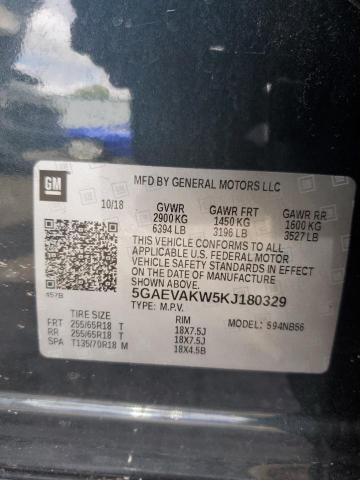 GM
MFD BY GENERAL MOTORS LLC
10/18
GVWR GAWR FRT GAWR RR
2900 KG 1450 KG 1600 KG
6394 LB 3196 LB 3527 LB
THIS VEHICLE CONFORMS TO ALL
APPLICABLE U.S. FEDERAL MOTOR
VEHICLE SAFETY STANDARDS IN
EFFECT ON THE DATE OF
MANUFACTURE SHOWN ABOVE.
5GAEVAKW5KJ180329
457B
TYPE: M.P.V.
MODEL: 594NB56
TIRE SIZE RIM
FRT 255/65R18 T 18X7.5J
RR 255/65R18 T 18X7.5J
SPA T135/70R18 M 18X4.5B